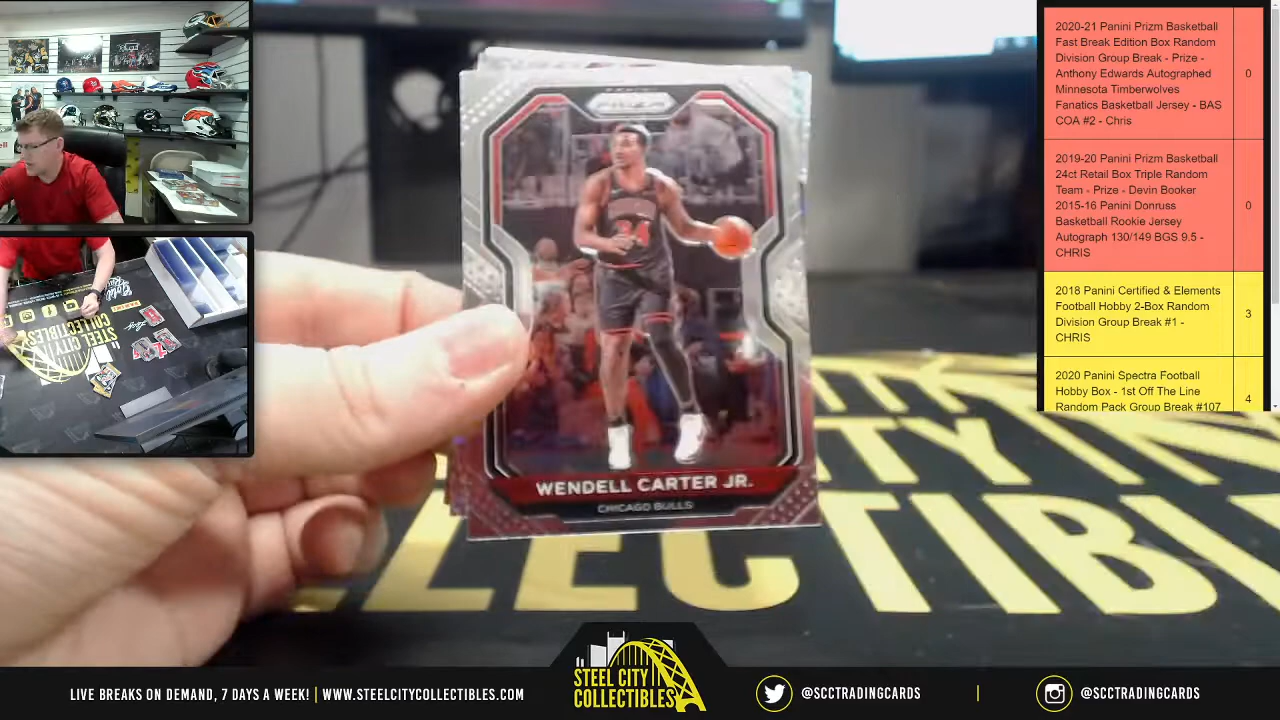 PRIZM
34
WENDELL CARTER JR.
CHICAGO BULLS
2020-21 Panini Prizm Basketball
Fast Break Edition Box Random
Division Group Break - Prize -
Anthony Edwards Autographed
Minnesota Timberwolves
Fanatics Basketball Jersey - BAS
COA #2 - Chris
0
2019-20 Panini Prizm Basketball
24ct Retail Box Triple Random
Team - Prize - Devin Booker
2015-16 Panini Donruss
Basketball Rookie Jersey
Autograph 130/149 BGS 9.5 -
CHRIS
0
2018 Panini Certified & Elements
Football Hobby 2-Box Random
Division Group Break #1 -
CHRIS
3
2020 Panini Spectra Football
Hobby Box - 1st Off The Line
Random Pack Group Break #107
4
STEEL CITY
COLLECTIBLES
LIVE BREAKS ON DEMAND, 7 DAYS A WEEK! | WWW.STEELCITYCOLLECTIBLES.COM
STEEL CITY
COLLECTIBLES
@SCCTRADINGCARDS
|
@SCCTRADINGCARDS